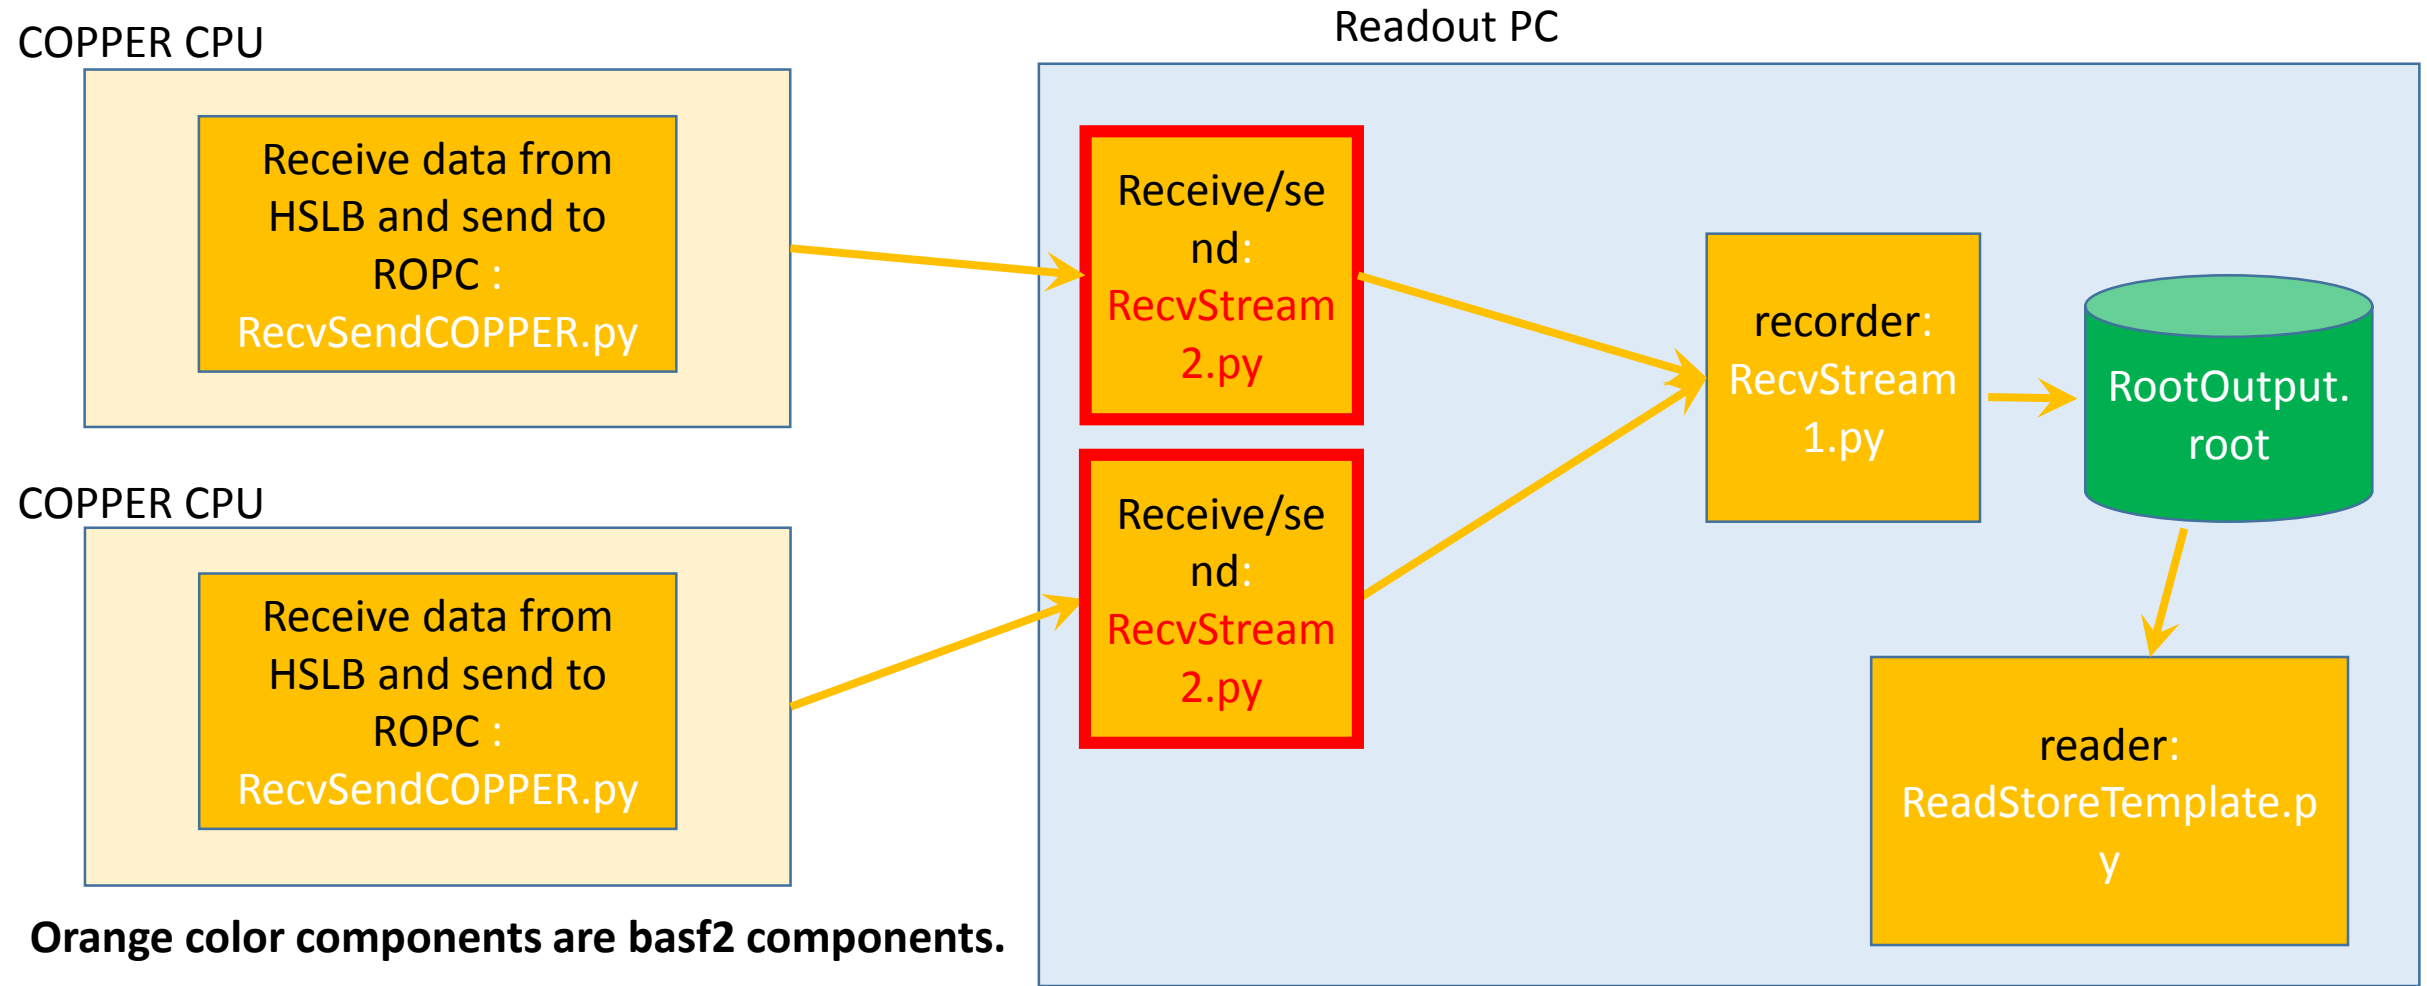 COPPER CPU
Receive data from
HSLB and send to
ROPC :
RecvSendCOPPER.py
COPPER CPU
Receive data from
HSLB and send to
ROPC :
RecvSendCOPPER.py
Orange color components are basf2 components.
Readout PC
Receive/se
nd:
RecvStream
2.py
Receive/se
nd:
RecvStream
2.py
recorder:
RecvStream
1.py
RootOutput.
root
reader:
ReadStoreTemplate.p
y